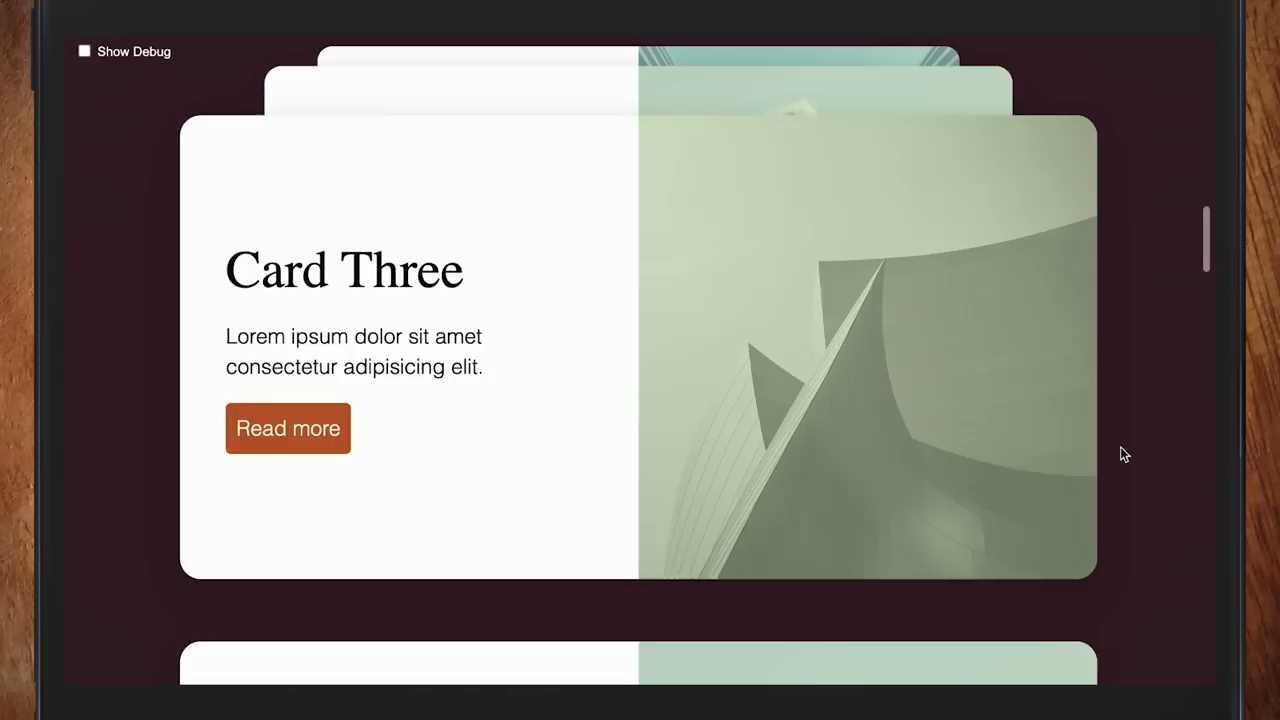 Show Debug
Card Three
Lorem ipsum dolor sit amet
consectetur adipisicing elit.
Read more